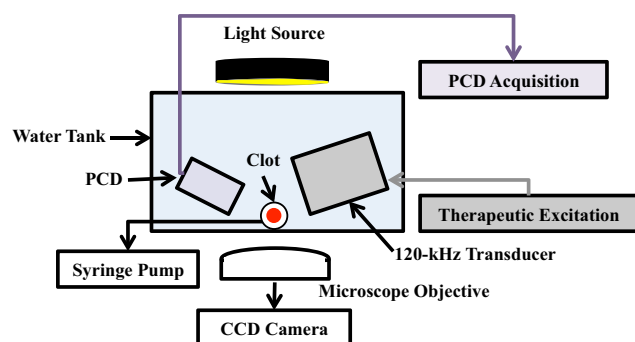 Light Source
PCD Acquisition
Water Tank
Clot
PCD
Therapeutic Excitation
120-kHz Transducer
Syringe Pump
Microscope Objective
CCD Camera